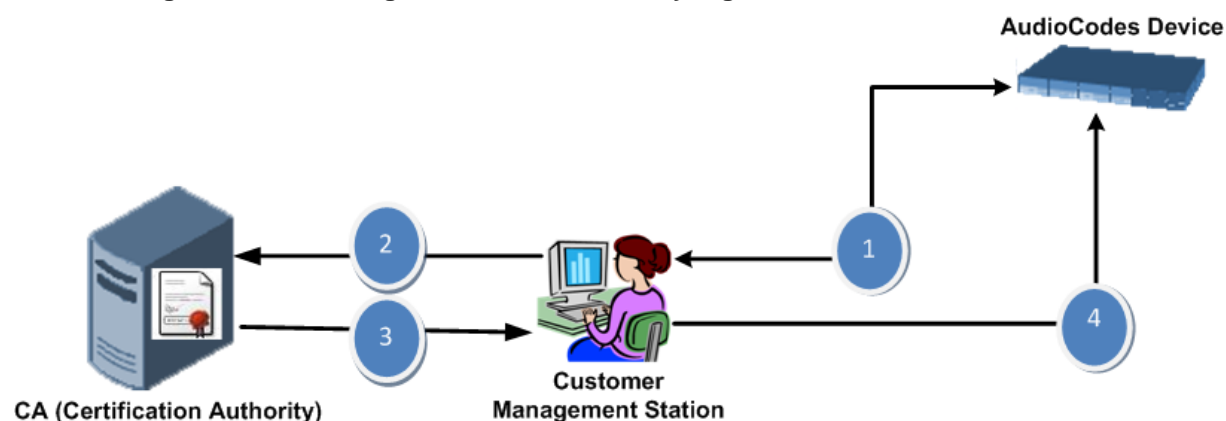 AudioCodes Device
1
2
3
4
Customer
Management Station
CA (Certification Authority)